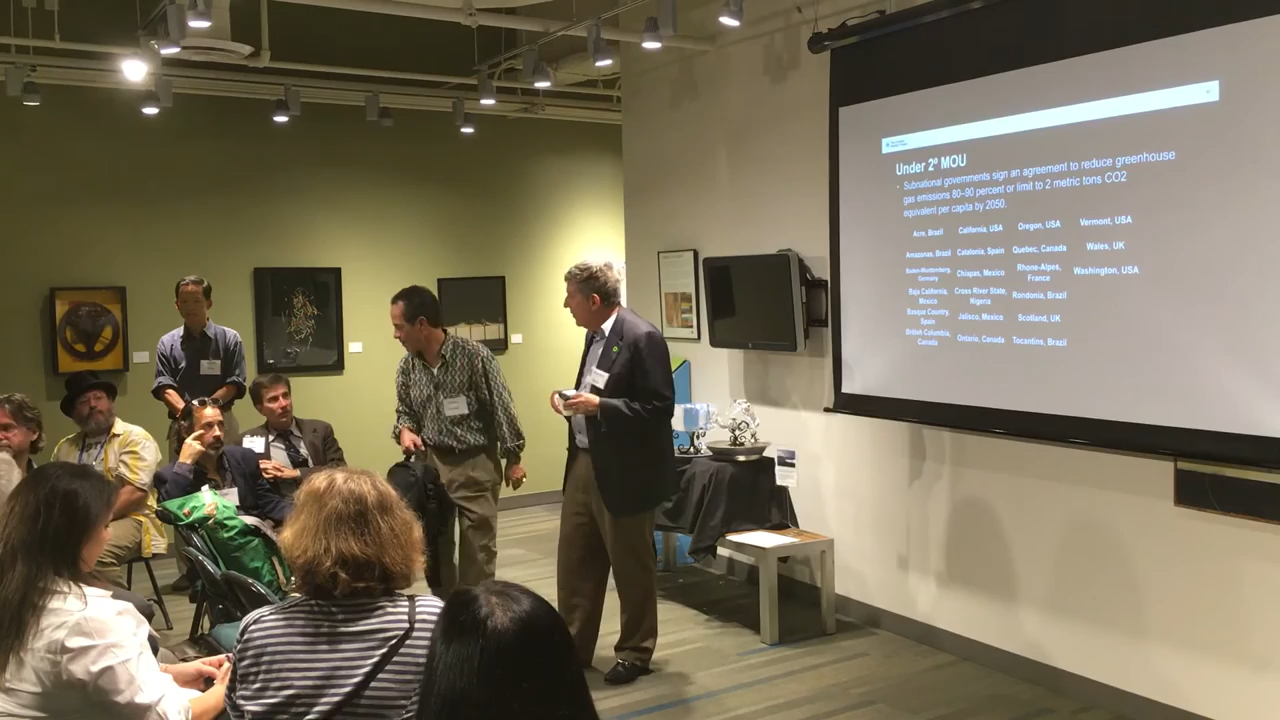 Under 2º MOU
• Subnational governments sign an agreement to reduce greenhouse
gas emissions 80–90 percent or limit to 2 metric tons CO2
equivalent per capita by 2050.
Acre, Brazil California, USA Oregon, USA Vermont, USA
Amazonas, Brazil Catalonia, Spain Quebec, Canada Wales, UK
Baden-Wurttemberg, Germany Chiapas, Mexico Rhone-Alpes, France Washington, USA
Baja California, Mexico Cross River State, Nigeria Rondonia, Brazil
Basque Country, Spain Jalisco, Mexico Scotland, UK
British Columbia, Canada Ontario, Canada Tocantins, Brazil